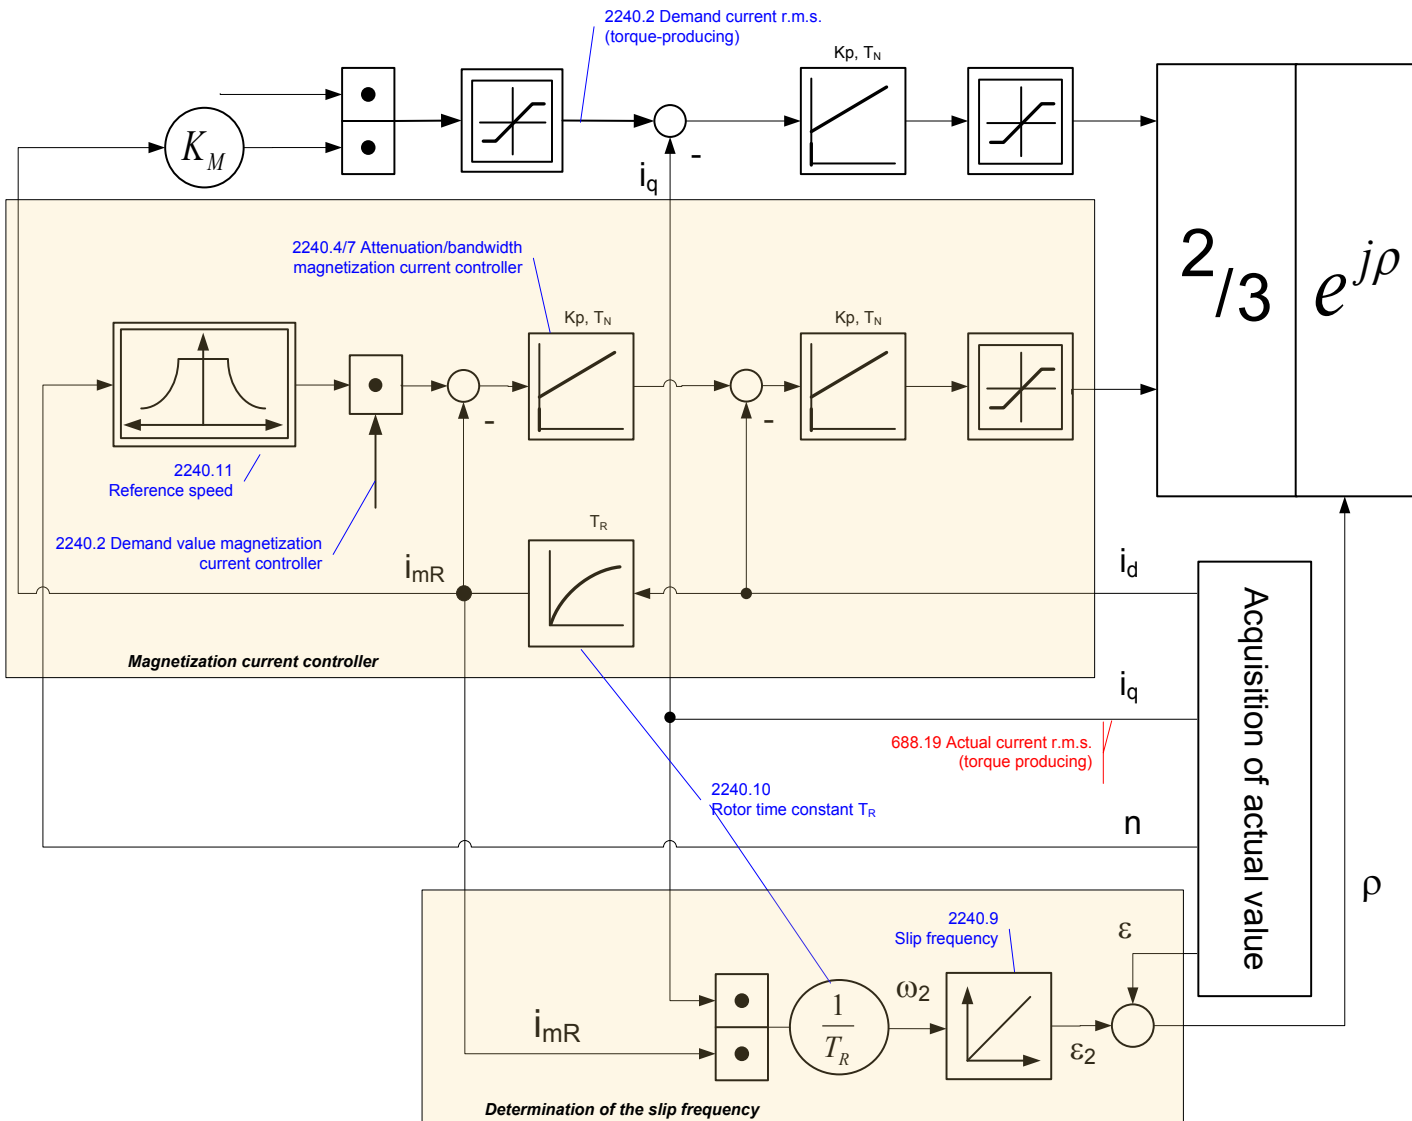 2240.2 Demand current r.m.s.
(torque-producing)
Kp, TN
KM
-
iq
2240.4/7 Attenuation/bandwidth
magnetization current controller
2/3
e^jρ
Kp, TN
Kp, TN
-
-
2240.11
Reference speed
2240.2 Demand value magnetization
current controller
TR
imR
id
Magnetization current controller
iq
688.19 Actual current r.m.s.
(torque producing)
Acquisition of actual value
2240.10
Rotor time constant TR
n
ρ
2240.9
Slip frequency
ε
ω2
1
TR
imR
ε2
Determination of the slip frequency